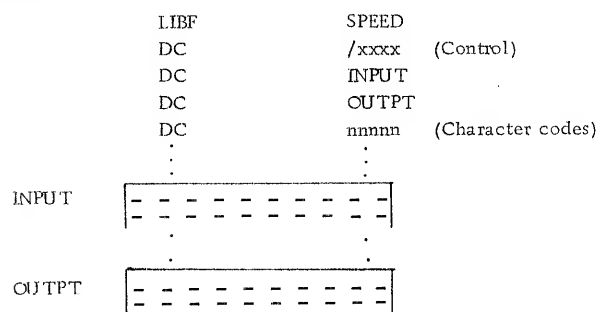 LIBF SPEED
DC /xxxx (Control)
DC INPUT
DC OUTPT
DC nnnnn (Character codes)
INPUT
OUTPT